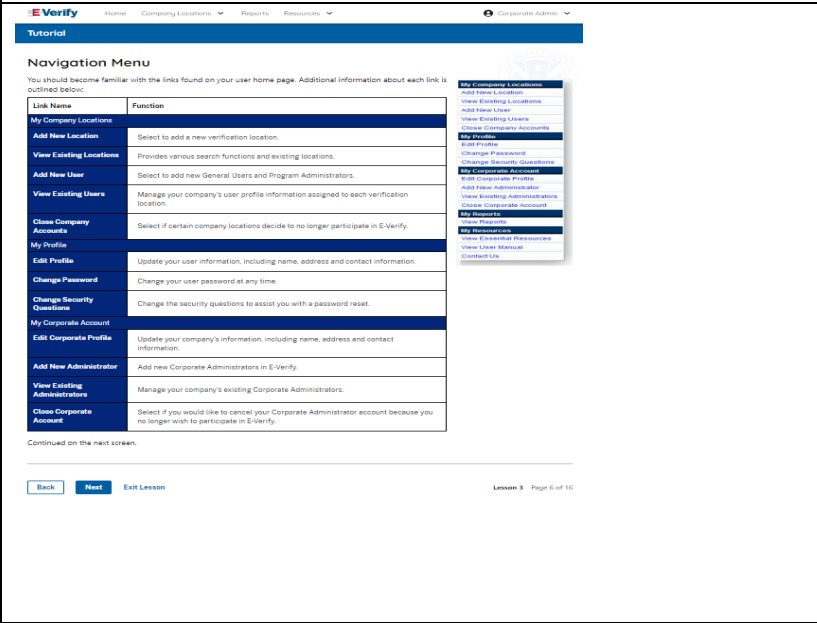 E-Verify Home Company Locations Reports Resources Corporate Admin
Tutorial
Navigation Menu
You should become familiar with the links found on your user home page. Additional information about each link is
outlined below:
Link Name Function
My Company Locations
Add New Location Select to add a new verification location.
View Existing Locations Provides various search functions and existing locations.
Add New User Select to add new General Users and Program Administrators.
View Existing Users Manage your company's user profile information assigned to each verification
location.
Close Company
Accounts Select if certain company locations decide to no longer participate in E-Verify.
My Profile
Edit Profile Update your user information, including name, address and contact information.
Change Password Change your user password at any time.
Change Security
Questions Change the security questions to assist you with a password reset.
My Corporate Account
Edit Corporate Profile Update your company's information, including name, address and contact
information.
Add New Administrator Add new Corporate Administrators in E-Verify.
View Existing
Administrators Manage your company's existing Corporate Administrators.
Close Corporate
Account Select if you would like to cancel your Corporate Administrator account because you
no longer wish to participate in E-Verify.
My Company Locations
Add New Location
View Existing Locations
Add New User
View Existing Users
Close Company Accounts
My Profile
Edit Profile
Change Password
Change Security Questions
My Corporate Account
Edit Corporate Profile
Add New Administrator
View Existing Administrators
Close Corporate Account
My Reports
View Reports
My Resources
View Essential Resources
View User Manual
Contact Us
Continued on the next screen.
Back Next Exit Lesson Lesson 3 Page 6 of 16